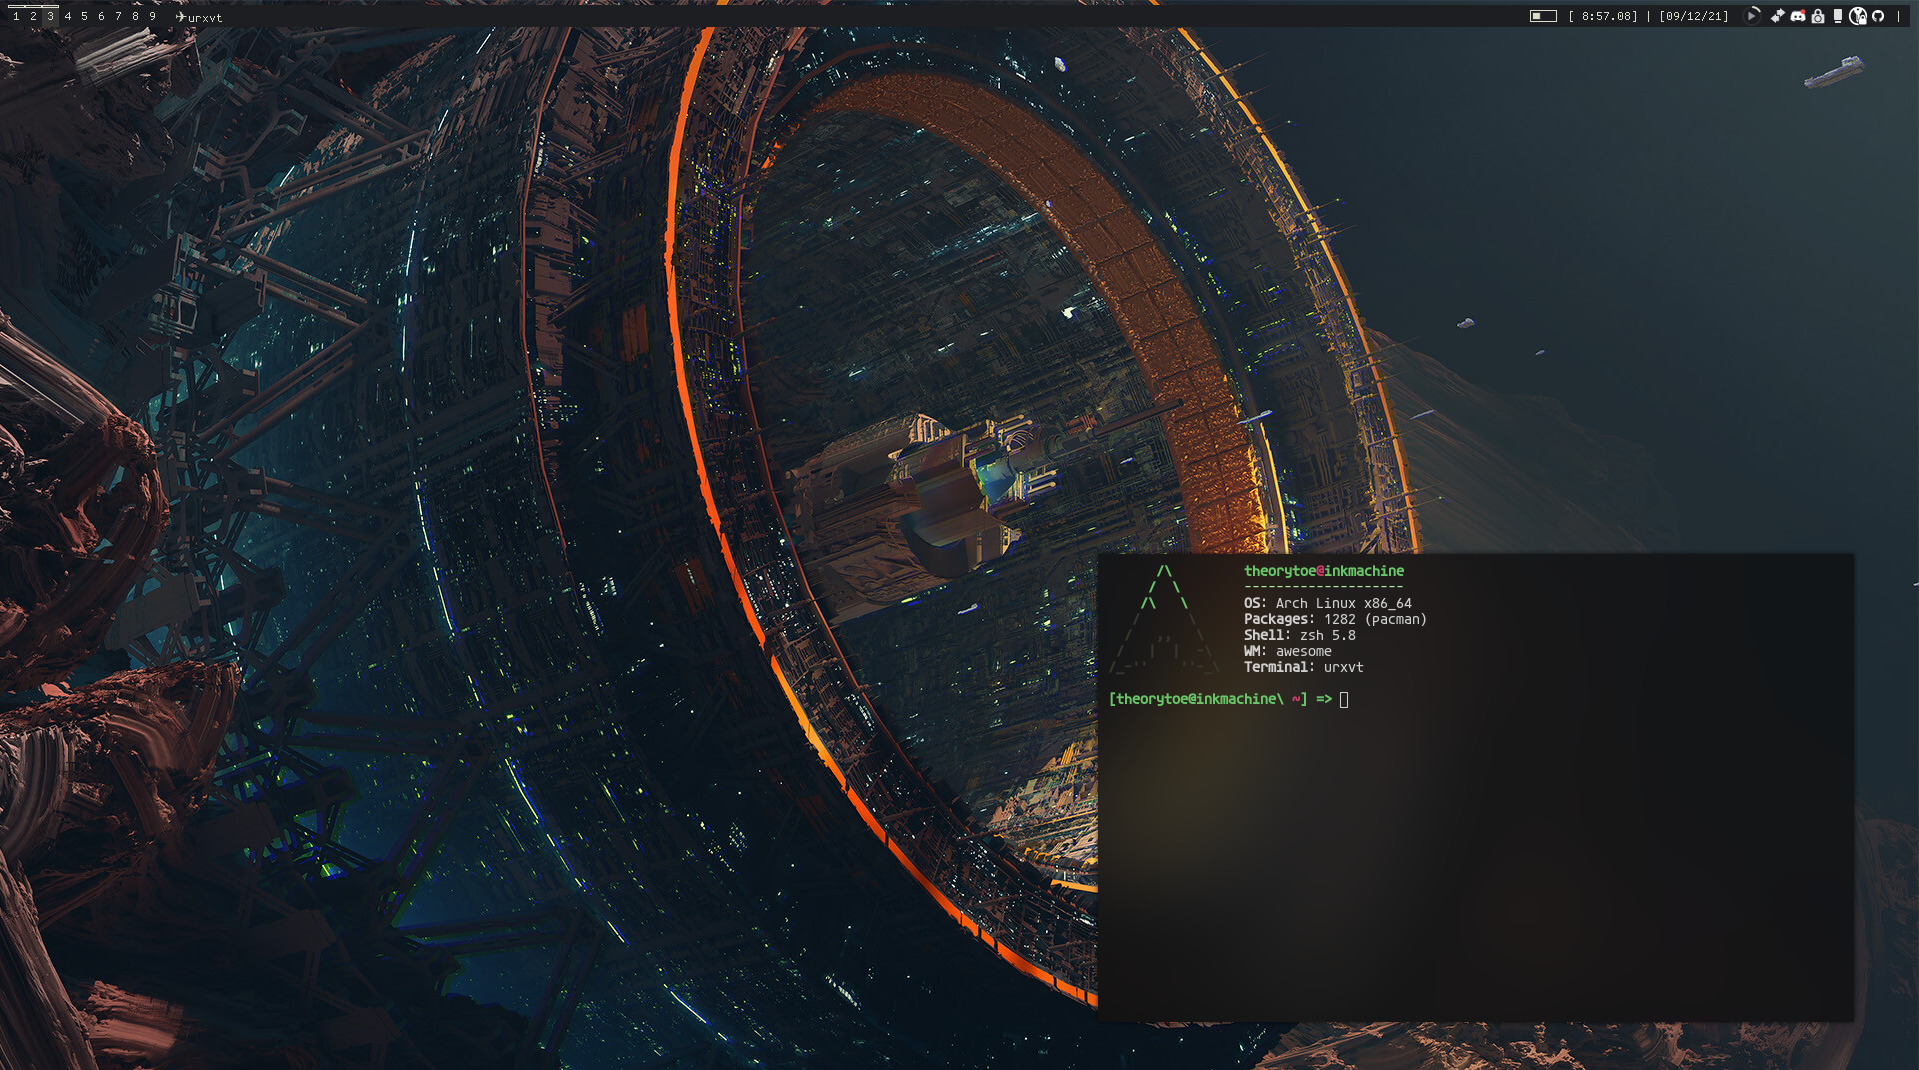 1 2 3 4 5 6 7 8 9 ✈urxvt [ 8:57.08] | [09/12/21] |
theorytoe@inkmachine
--------------------
OS: Arch Linux x86_64
Packages: 1282 (pacman)
Shell: zsh 5.8
WM: awesome
Terminal: urxvt
[theorytoe@inkmachine\ ~] =>